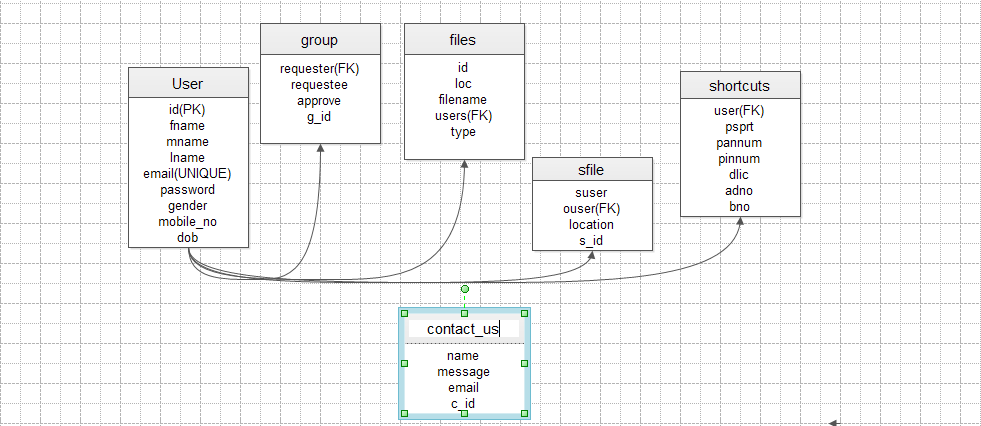 User
id(PK)
fname
mname
lname
email(UNIQUE)
password
gender
mobile_no
dob
group
requester(FK)
requestee
approve
g_id
files
id
loc
filename
users(FK)
type
sfile
suser
ouser(FK)
location
s_id
shortcuts
user(FK)
psprt
pannum
pinnum
dlic
adno
bno
contact_us
name
message
email
c_id